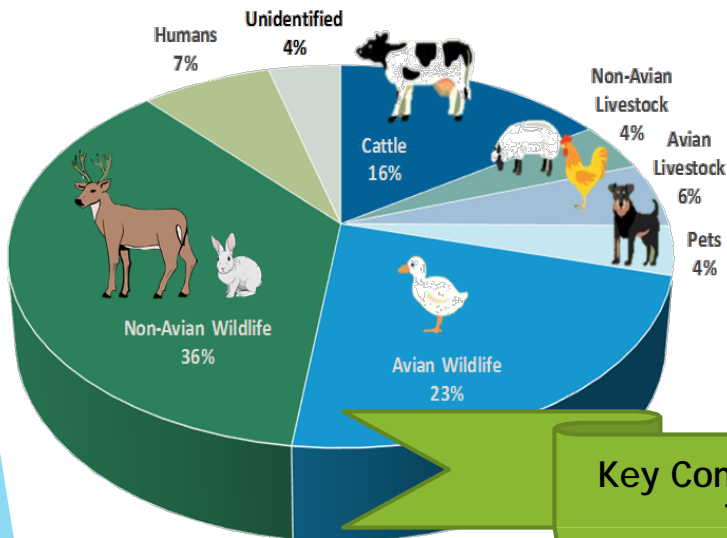 Humans
7%
Unidentified
4%
Cattle
16%
Non-Avian
Livestock
4%
Avian
Livestock
6%
Pets
4%
Avian Wildlife
23%
Non-Avian Wildlife
36%
Key